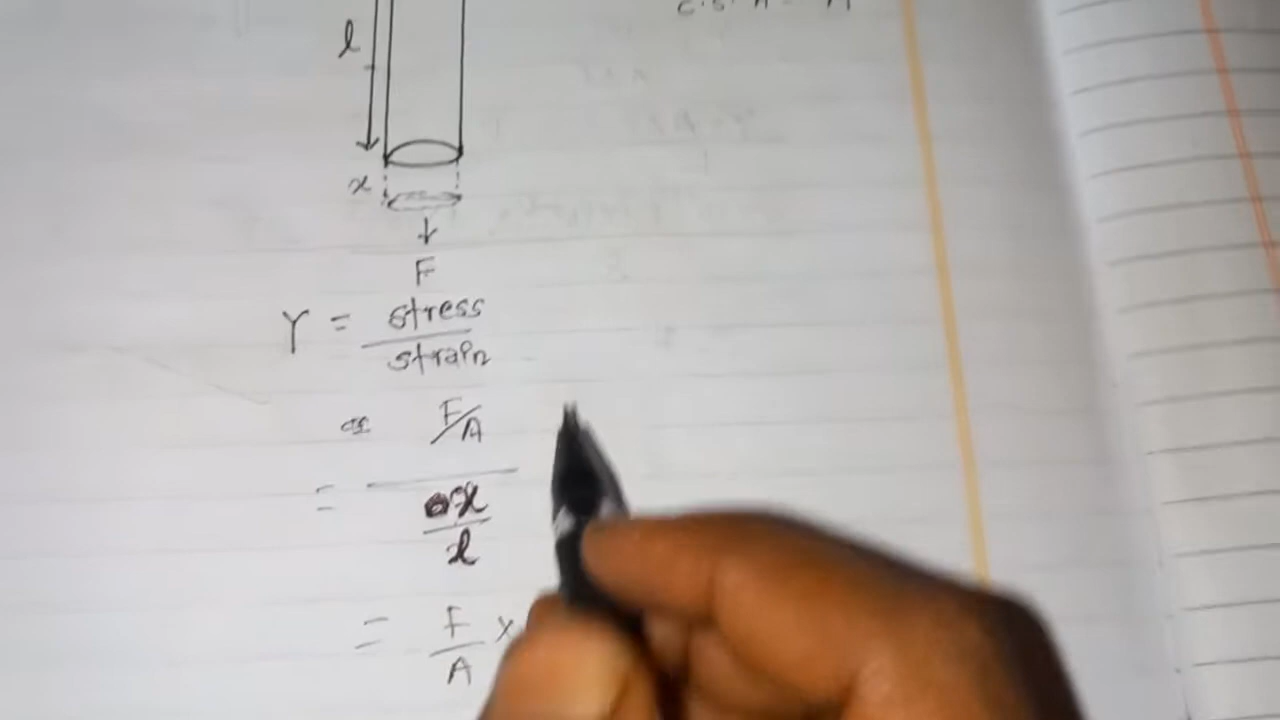 l
x
F
Y = stress / strain
F/A
= x / l
= F/A ×